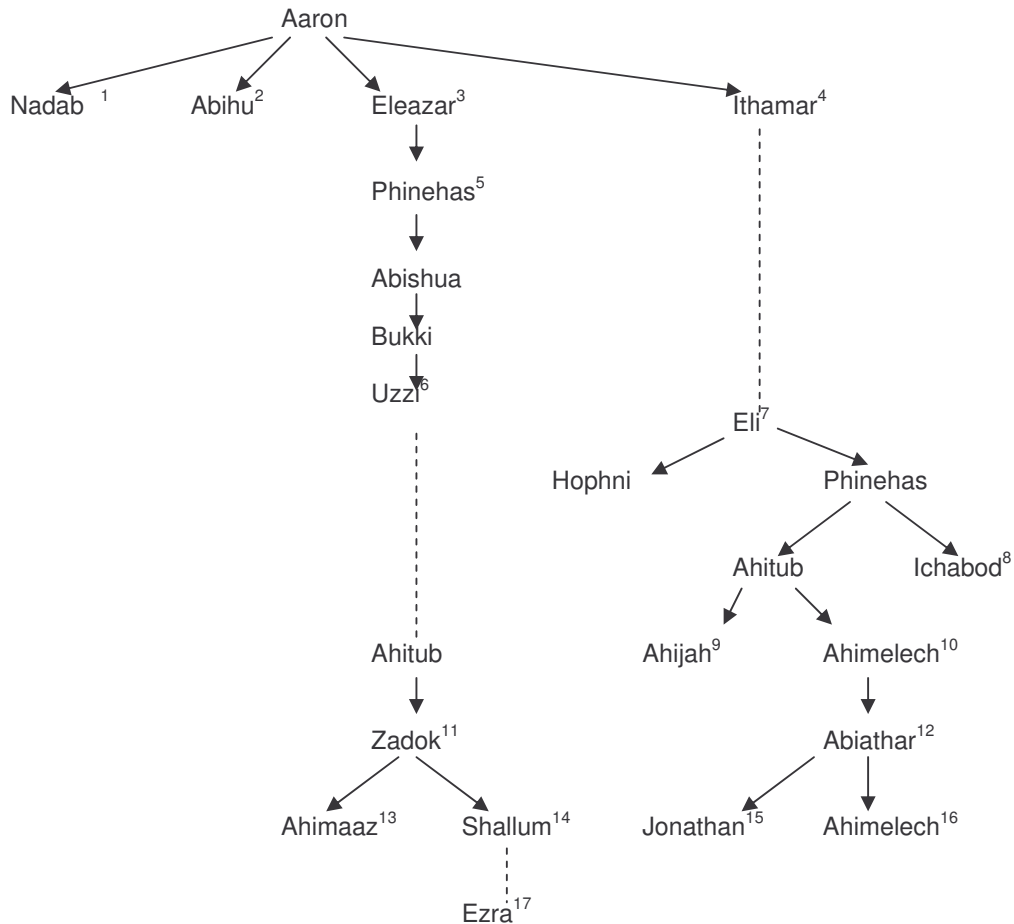 Aaron
Nadab 1 Abihu2 Eleazar3 Ithamar4
Phinehas5
Abishua
Bukki
Uzzi6
Eli7
Hophni Phinehas
Ahitub Ichabod8
Ahitub Ahijah9 Ahimelech10
Zadok11 Abiathar12
Ahimaaz13 Shallum14 Jonathan15 Ahimelech16
Ezra17